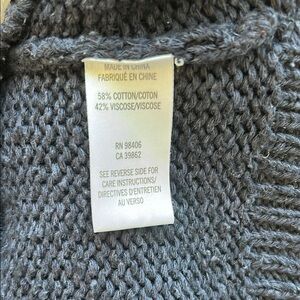 MADE IN CHINA
FABRIQUÉ EN CHINE
58% COTTON/COTON
42% VISCOSE/VISCOSE
RN 98406
CA 39862
SEE REVERSE SIDE FOR
CARE INSTRUCTIONS/
DIRECTIVES D'ENTRETIEN
AU VERSO